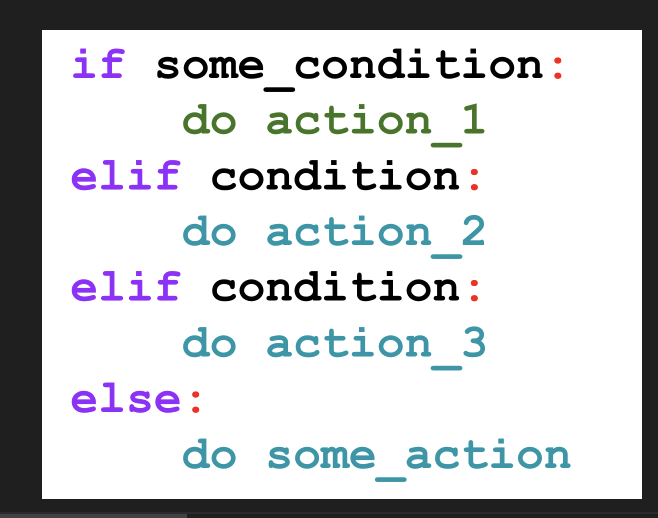 if some_condition:
    do action_1
elif condition:
    do action_2
elif condition:
    do action_3
else:
    do some_action